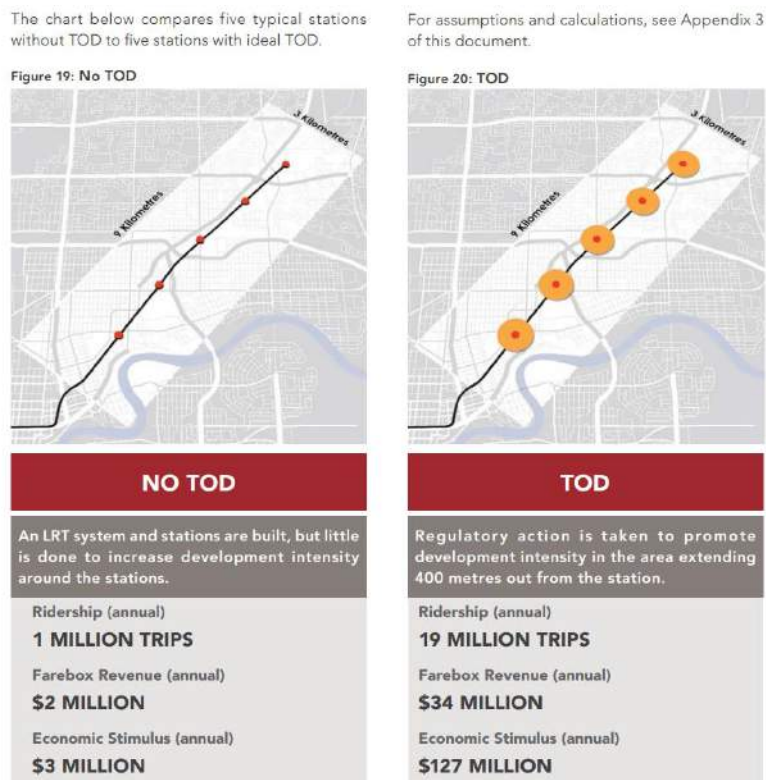 The chart below compares five typical stations
without TOD to five stations with ideal TOD.
Figure 19: No TOD
3 Kilometres
9 Kilometres
NO TOD
An LRT system and stations are built, but little
is done to increase development intensity
around the stations.
Ridership (annual)
1 MILLION TRIPS
Farebox Revenue (annual)
$2 MILLION
Economic Stimulus (annual)
$3 MILLION
For assumptions and calculations, see Appendix 3
of this document.
Figure 20: TOD
3 Kilometres
9 Kilometres
TOD
Regulatory action is taken to promote
development intensity in the area extending
400 metres out from the station.
Ridership (annual)
19 MILLION TRIPS
Farebox Revenue (annual)
$34 MILLION
Economic Stimulus (annual)
$127 MILLION